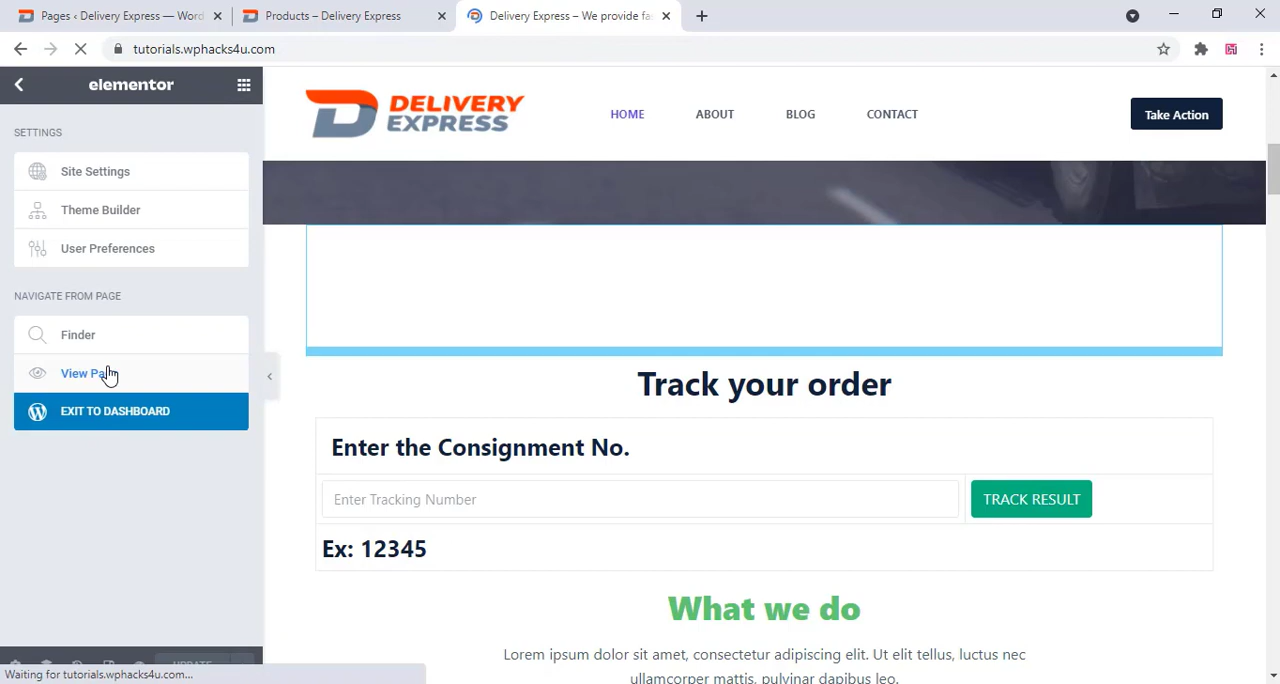 Pages ‹ Delivery Express — Word
Products – Delivery Express
Delivery Express – We provide fa
tutorials.wphacks4u.com
elementor
SETTINGS
Site Settings
Theme Builder
User Preferences
NAVIGATE FROM PAGE
Finder
View Pa
EXIT TO DASHBOARD
UPDATE
Waiting for tutorials.wphacks4u.com...
DELIVERY
EXPRESS
HOME ABOUT BLOG CONTACT
Take Action
Track your order
Enter the Consignment No.
Enter Tracking Number
TRACK RESULT
Ex: 12345
What we do
Lorem ipsum dolor sit amet, consectetur adipiscing elit. Ut elit tellus, luctus nec
ullamcorper mattis, pulvinar dapibus leo.